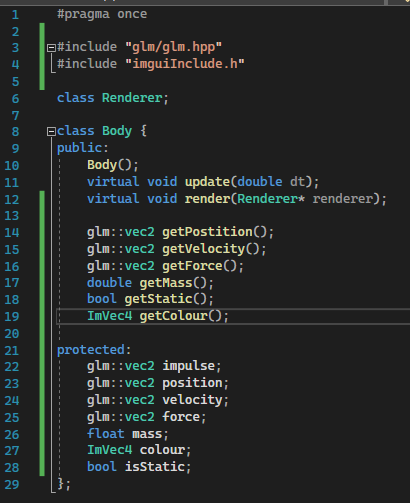 1 #pragma once
2
3 #include "glm/glm.hpp"
4 #include "imguiInclude.h"
5
6 class Renderer;
7
8 class Body {
9 public:
10 Body();
11 virtual void update(double dt);
12 virtual void render(Renderer* renderer);
13
14 glm::vec2 getPostition();
15 glm::vec2 getVelocity();
16 glm::vec2 getForce();
17 double getMass();
18 bool getStatic();
19 ImVec4 getColour();
20
21 protected:
22 glm::vec2 impulse;
23 glm::vec2 position;
24 glm::vec2 velocity;
25 glm::vec2 force;
26 float mass;
27 ImVec4 colour;
28 bool isStatic;
29 };